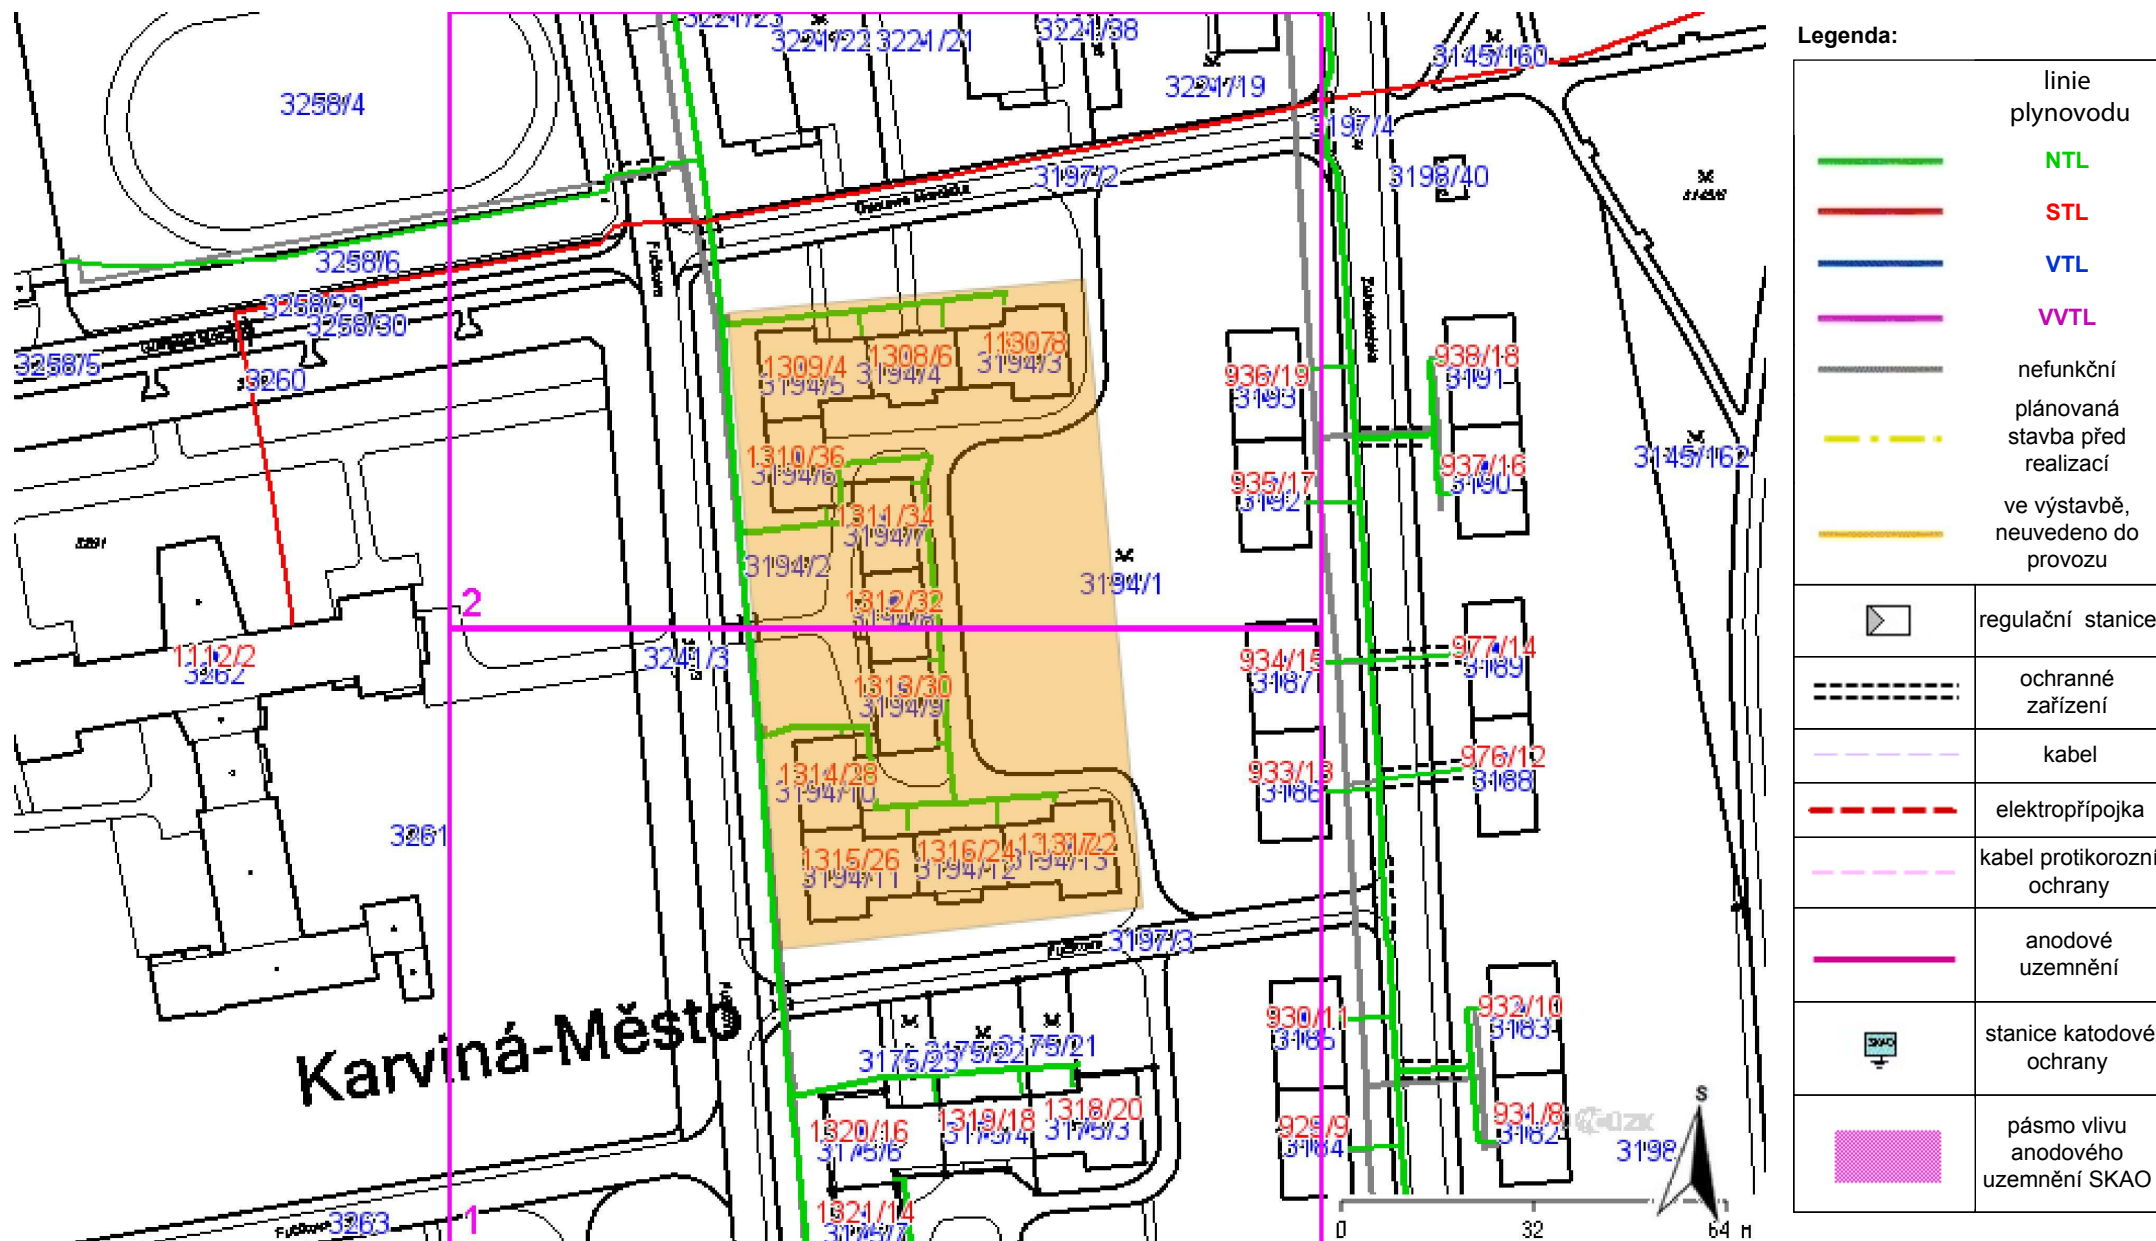 3221/23
3221/22
3221/21
3221/38
3145/160
3221/19
3258/4
3197/4
3197/2
3198/40
3258/6
3258/29
3258/30
3258/5
3260
1309/4
3194/5
1308/6
3194/4
3194/3
936/19
3193
938/18
3191
1310/36
3194/6
935/17
3192
937/16
3190
3145/162
1311/34
3194/7
3194/2
3194/1
1312/32
3194/8
2
1112/2
3262
3241/3
934/15
3187
977/14
3189
1313/30
3194/9
933/13
3186
976/12
3188
1314/28
3194/10
3261
1315/26
3194/11
1316/24
3194/12
3194/13
3197/3
Karviná-Město
930/11
3185
932/10
3183
3175/23
3175/22
3175/21
1320/16
3175/6
1319/18
3175/4
1318/20
3175/3
929/9
3184
931/8
3182
3198
1321/14
3175/7
3263
1
S
0 32 64 M
Legenda:
linie
plynovodu
NTL
STL
VTL
VVTL
nefunkční
plánovaná
stavba před
realizací
ve výstavbě,
neuvedeno do
provozu
regulační stanice
ochranné
zařízení
kabel
elektropřípojka
kabel protikorozní
ochrany
anodové
uzemnění
stanice katodové
ochrany
pásmo vlivu
anodového
uzemnění SKAO